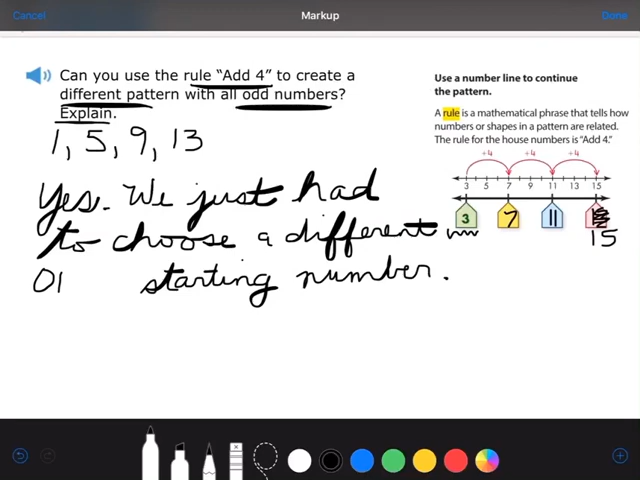 Cancel
Markup
Done
Can you use the rule “Add 4” to create a
different pattern with all odd numbers?
Explain.
1, 5, 9, 13
Yes. We just had
to choose a different
01 starting number.
Use a number line to continue
the pattern.
A rule is a mathematical phrase that tells how
numbers or shapes in a pattern are related.
The rule for the house numbers is “Add 4.”
+4 +4 +4
3 5 7 9 11 13 15
3 7 11
15